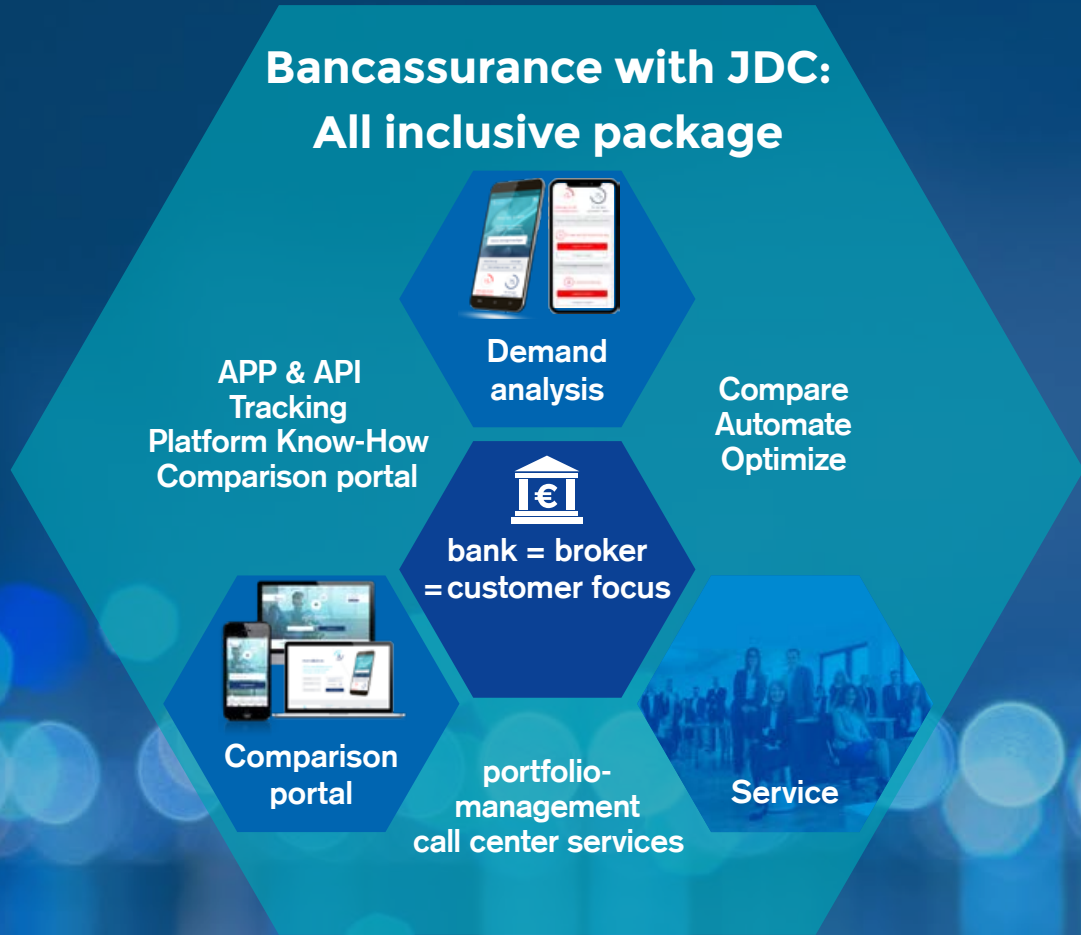 Bancassurance with JDC:
All inclusive package
Demand
analysis
APP & API
Tracking
Platform Know-How
Comparison portal
Compare
Automate
Optimize
€
bank = broker
= customer focus
Comparison
portal
portfolio-
management
call center services
Service